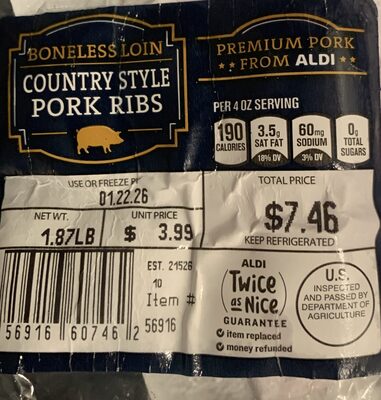 BONELESS LOIN
COUNTRY STYLE
PORK RIBS
PREMIUM PORK
FROM ALDI
PER 4 OZ SERVING
190 CALORIES
3.5g SAT FAT 18% DV
60mg SODIUM 3% DV
0g TOTAL SUGARS
USE OR FREEZE
01.22.26
NET WT.
1.87LB
UNIT PRICE
$ 3.99
TOTAL PRICE
$7.46
KEEP REFRIGERATED
EST. 21526
10
Item #
56916
56916 60746 2
ALDI
Twice
as Nice
GUARANTEE
item replaced
money refunded
U.S.
INSPECTED
AND PASSED BY
DEPARTMENT OF
AGRICULTURE